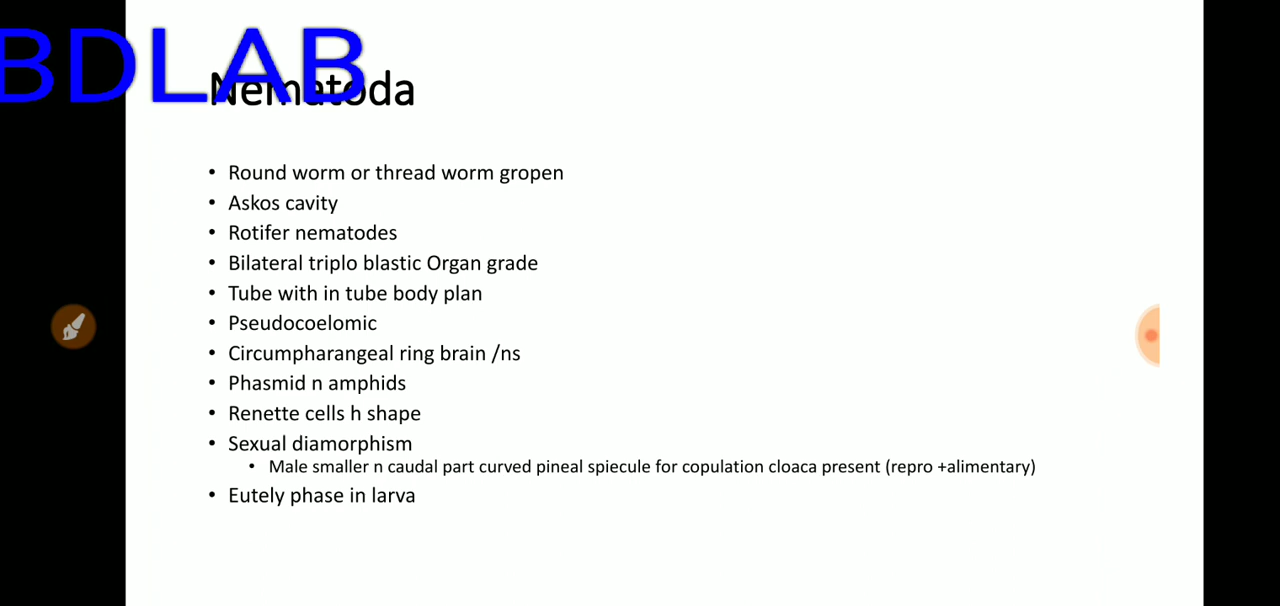 BDLAB
Nematoda
• Round worm or thread worm gropen
• Askos cavity
• Rotifer nematodes
• Bilateral triplo blastic Organ grade
• Tube with in tube body plan
• Pseudocoelomic
• Circumpharangeal ring brain /ns
• Phasmid n amphids
• Renette cells h shape
• Sexual diamorphism
• Male smaller n caudal part curved pineal spiecule for copulation cloaca present (repro +alimentary)
• Eutely phase in larva